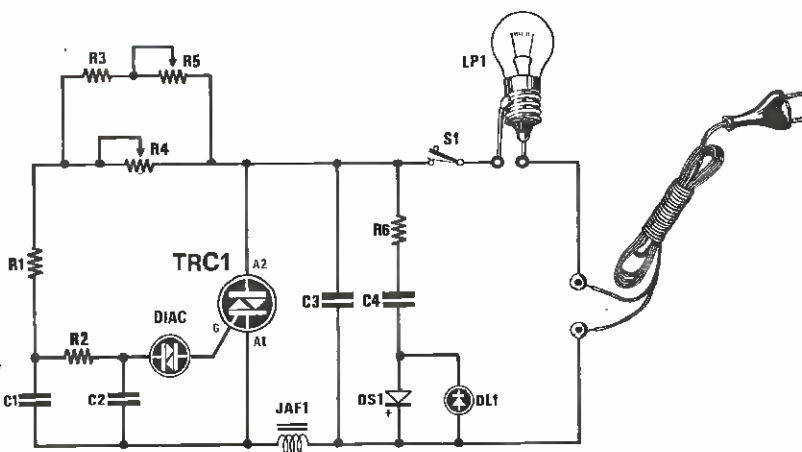 LP1
R3
R5
S1
R4
R6
TRC1
A2
R1
C3
C4
DIAC
G
R2
A1
C1
C2
JAF1
DS1
DL1
+